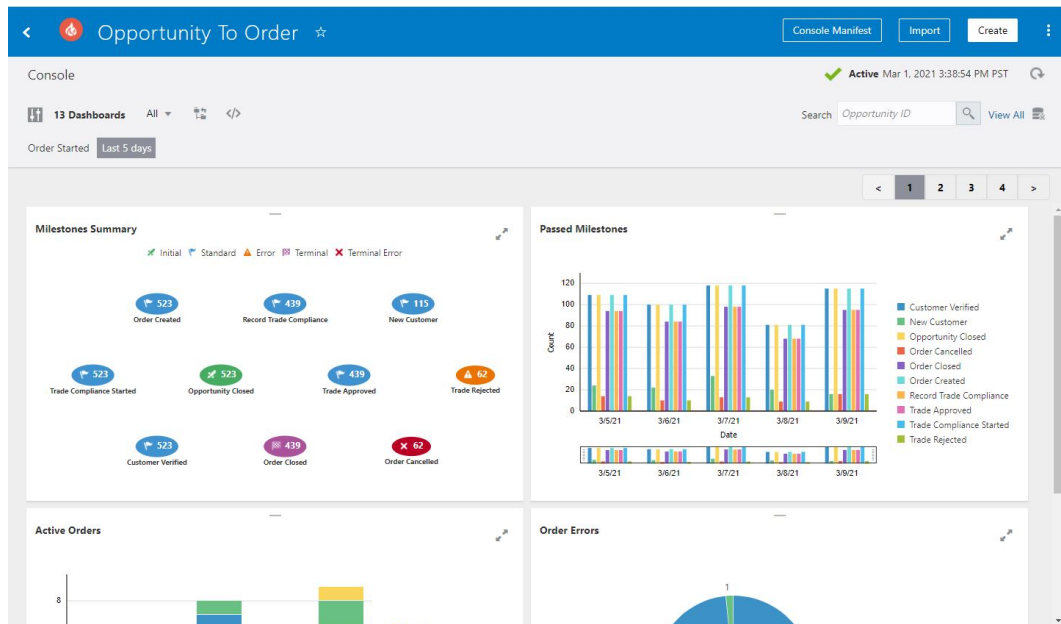 Opportunity To Order
Console Manifest
Import
Create
Console
Active Mar 1, 2021 3:38:54 PM PST
13 Dashboards All
Search Opportunity ID View All
Order Started Last 5 days
< 1 2 3 4 >
Milestones Summary
Initial Standard Error Terminal Terminal Error
523 439 115
Order Created Record Trade Compliance New Customer
523 523 439 62
Trade Compliance Started Opportunity Closed Trade Approved Trade Rejected
523 439 62
Customer Verified Order Closed Order Cancelled
Passed Milestones
120
100
80
60
40
20
0
Count
3/5/21 3/6/21 3/7/21 3/8/21 3/9/21
Date
3/5/21 3/6/21 3/7/21 3/8/21 3/9/21
Customer Verified
New Customer
Opportunity Closed
Order Cancelled
Order Closed
Order Created
Record Trade Compliance
Trade Approved
Trade Compliance Started
Trade Rejected
Active Orders
8
Order Errors
1